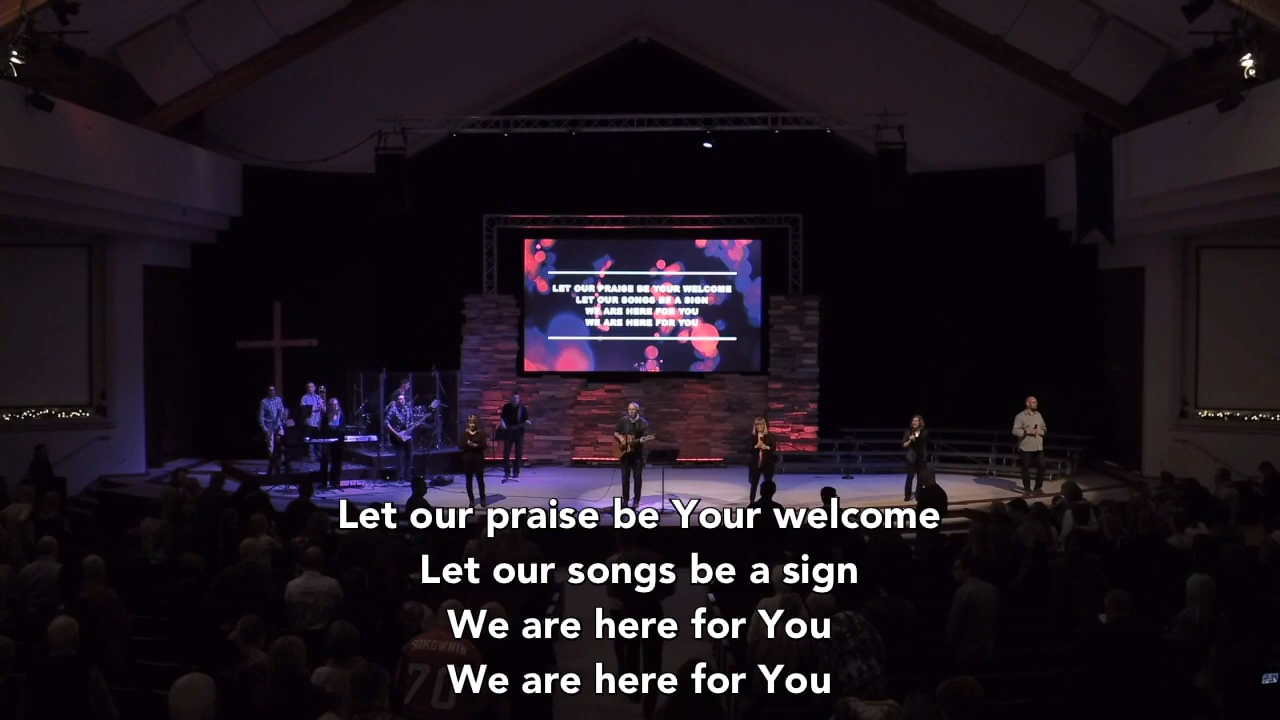 LET OUR PRAISE BE YOUR WELCOME
LET OUR SONGS BE A SIGN
WE ARE HERE FOR YOU
WE ARE HERE FOR YOU
Let our praise be Your welcome
Let our songs be a sign
We are here for You
We are here for You
SOKOWNIN
70